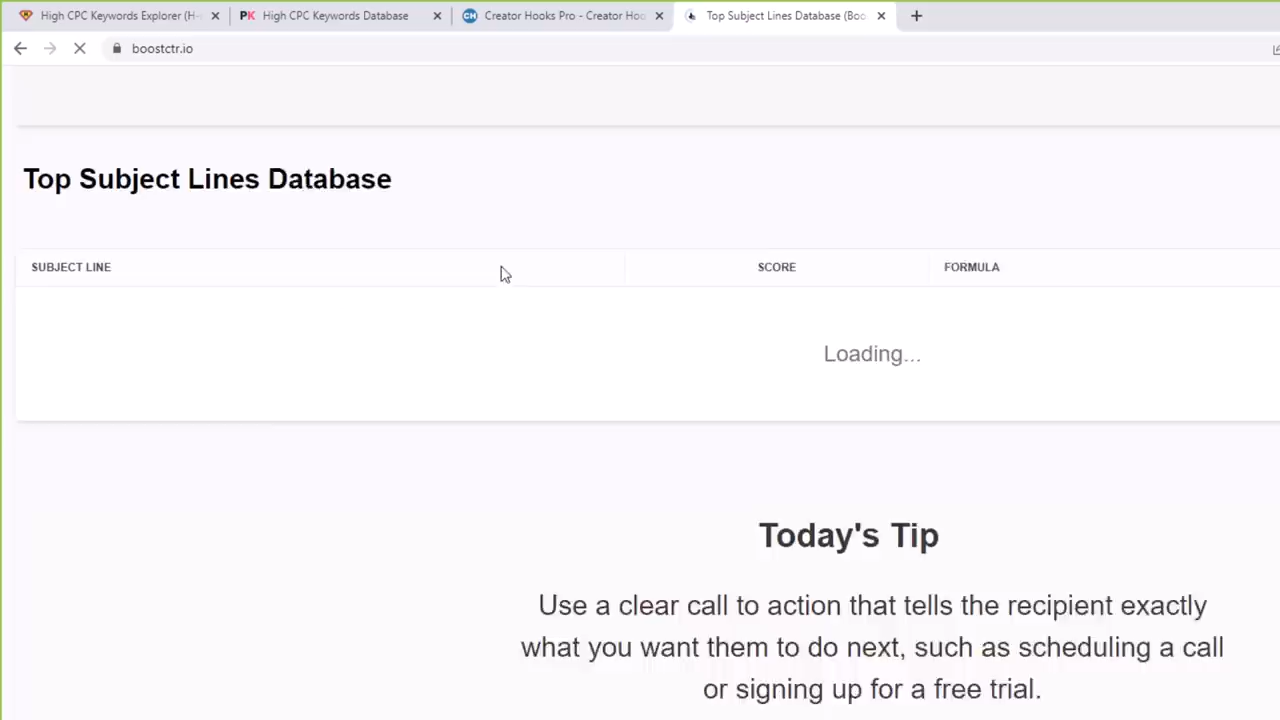 High CPC Keywords Explorer (H
PK High CPC Keywords Database
CH Creator Hooks Pro - Creator Hoo
Top Subject Lines Database (Boo
boostctr.io
Top Subject Lines Database
SUBJECT LINE
SCORE
FORMULA
Loading...
Today's Tip
Use a clear call to action that tells the recipient exactly
what you want them to do next, such as scheduling a call
or signing up for a free trial.